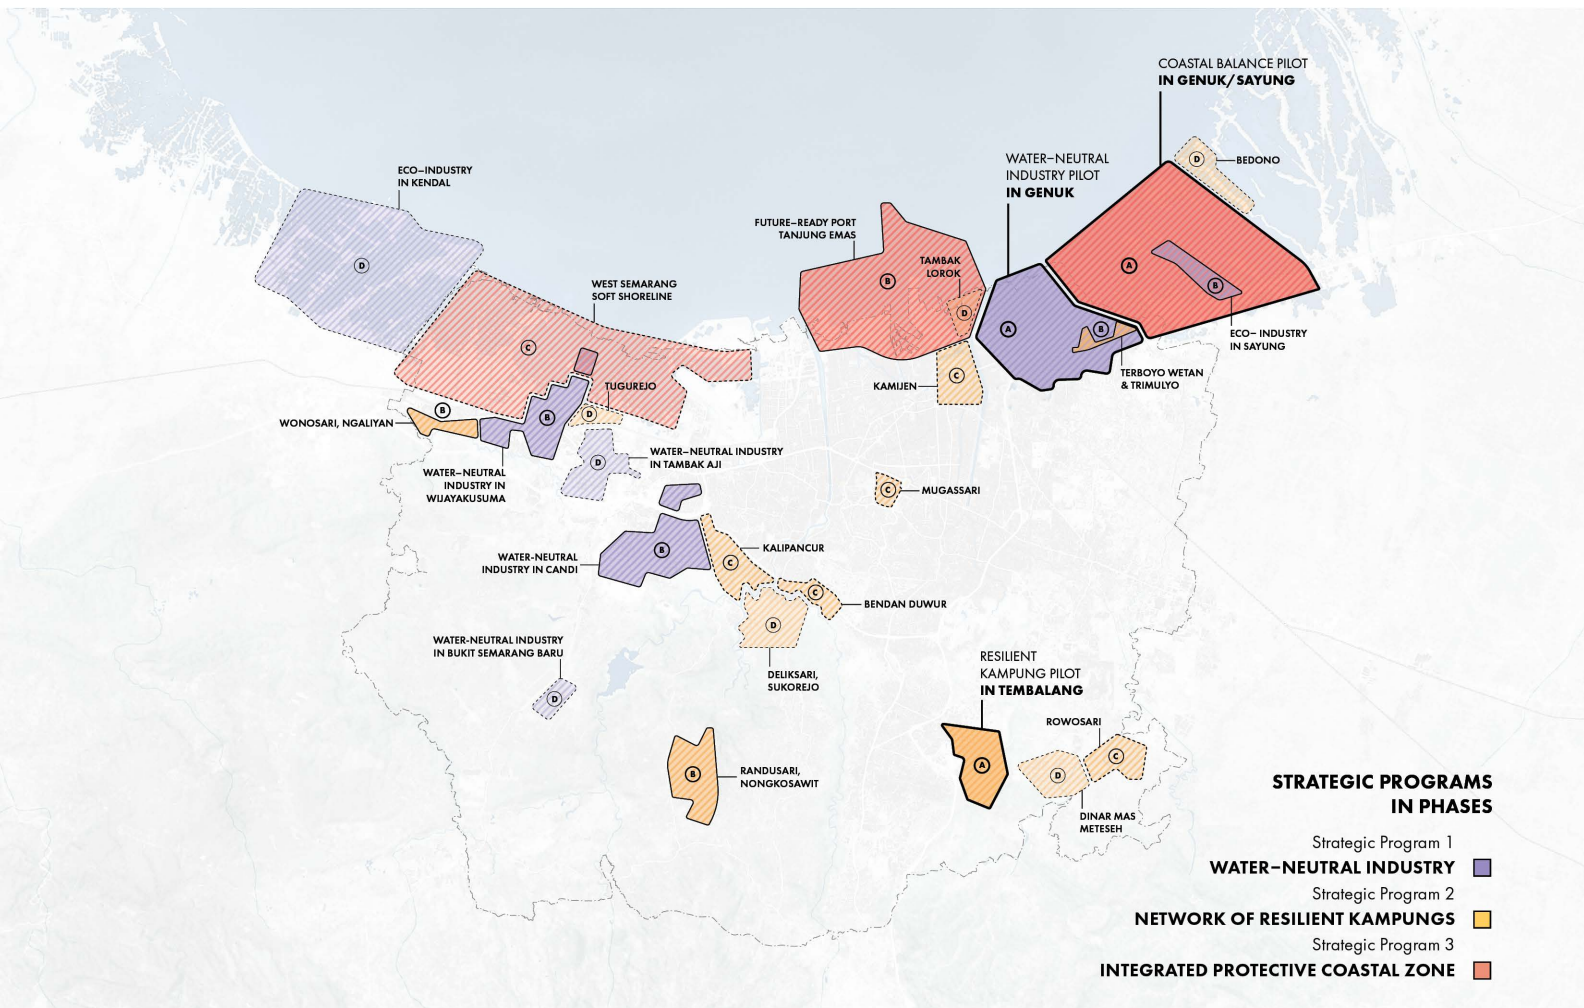 COASTAL BALANCE PILOT
IN GENUK/SAYUNG
WATER–NEUTRAL
INDUSTRY PILOT
IN GENUK
D
BEDONO
ECO–INDUSTRY
IN KENDAL
D
FUTURE–READY PORT
TANJUNG EMAS
B
TAMBAK
LOROK
D
A
B
ECO– INDUSTRY
IN SAYUNG
A
B
TERBOYO WETAN
& TRIMULYO
WEST SEMARANG
SOFT SHORELINE
C
KAMIJEN
C
TUGUREJO
D
B
WONOSARI, NGALIYAN
B
WATER–NEUTRAL
INDUSTRY IN
WIJAYAKUSUMA
WATER–NEUTRAL INDUSTRY
IN TAMBAK AJI
D
C
MUGASSARI
WATER-NEUTRAL
INDUSTRY IN CANDI
B
KALIPANCUR
C
C
BENDAN DUWUR
D
DELIKSARI,
SUKOREJO
WATER-NEUTRAL INDUSTRY
IN BUKIT SEMARANG BARU
D
B
RANDUSARI,
NONGKOSAWIT
RESILIENT
KAMPUNG PILOT
IN TEMBALANG
A
ROWOSARI
C
D
DINAR MAS
METESEH
STRATEGIC PROGRAMS
IN PHASES
Strategic Program 1
WATER–NEUTRAL INDUSTRY
Strategic Program 2
NETWORK OF RESILIENT KAMPUNGS
Strategic Program 3
INTEGRATED PROTECTIVE COASTAL ZONE